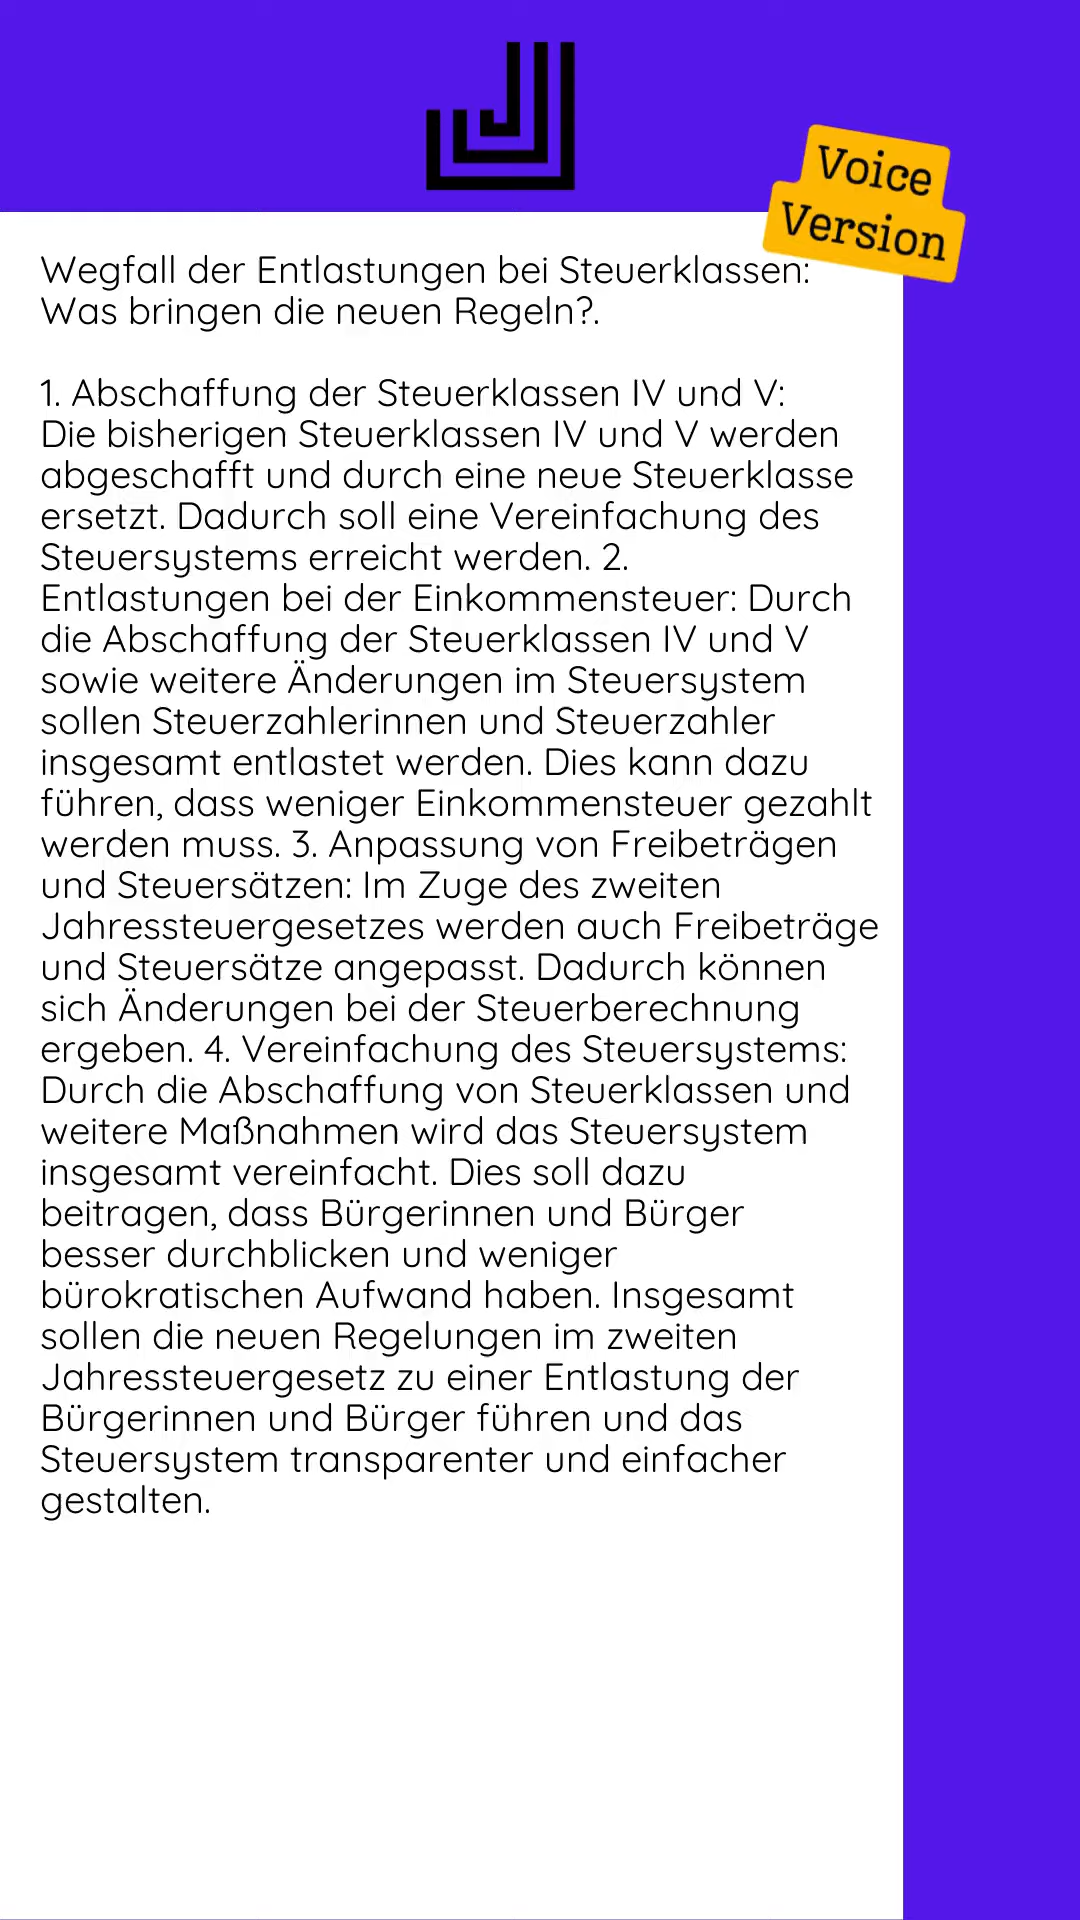 Voice
Version
Wegfall der Entlastungen bei Steuerklassen:
Was bringen die neuen Regeln?.
1. Abschaffung der Steuerklassen IV und V:
Die bisherigen Steuerklassen IV und V werden
abgeschafft und durch eine neue Steuerklasse
ersetzt. Dadurch soll eine Vereinfachung des
Steuersystems erreicht werden. 2.
Entlastungen bei der Einkommensteuer: Durch
die Abschaffung der Steuerklassen IV und V
sowie weitere Änderungen im Steuersystem
sollen Steuerzahlerinnen und Steuerzahler
insgesamt entlastet werden. Dies kann dazu
führen, dass weniger Einkommensteuer gezahlt
werden muss. 3. Anpassung von Freibeträgen
und Steuersätzen: Im Zuge des zweiten
Jahressteuergesetzes werden auch Freibeträge
und Steuersätze angepasst. Dadurch können
sich Änderungen bei der Steuerberechnung
ergeben. 4. Vereinfachung des Steuersystems:
Durch die Abschaffung von Steuerklassen und
weitere Maßnahmen wird das Steuersystem
insgesamt vereinfacht. Dies soll dazu
beitragen, dass Bürgerinnen und Bürger
besser durchblicken und weniger
bürokratischen Aufwand haben. Insgesamt
sollen die neuen Regelungen im zweiten
Jahressteuergesetz zu einer Entlastung der
Bürgerinnen und Bürger führen und das
Steuersystem transparenter und einfacher
gestalten.